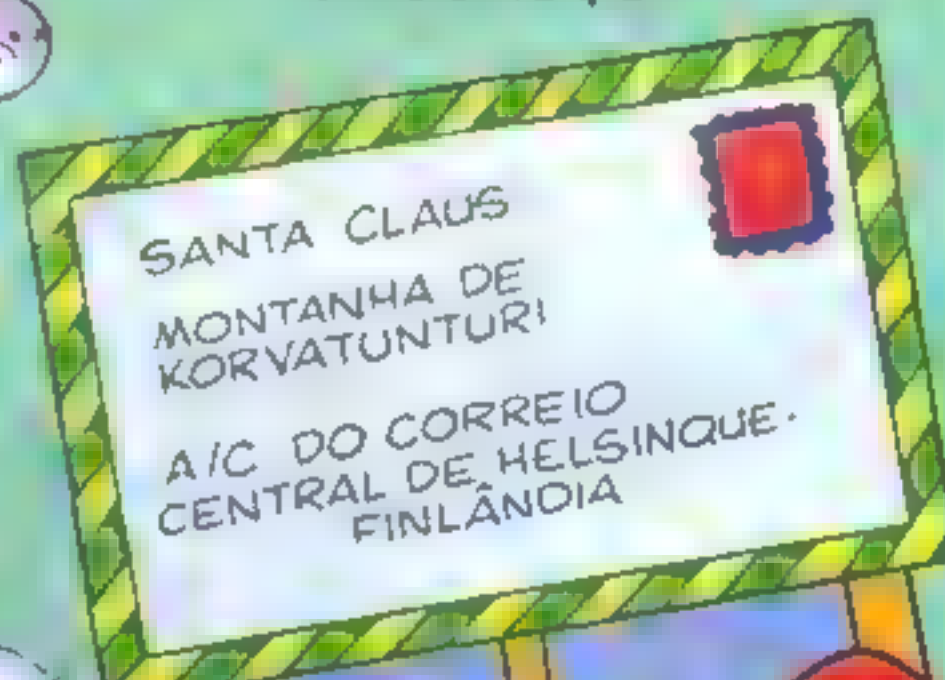 SANTA CLAUS
MONTANHA DE
KORVATUNTURI
A/C DO CORREIO
CENTRAL DE HELSINQUE.
FINLÂNDIA